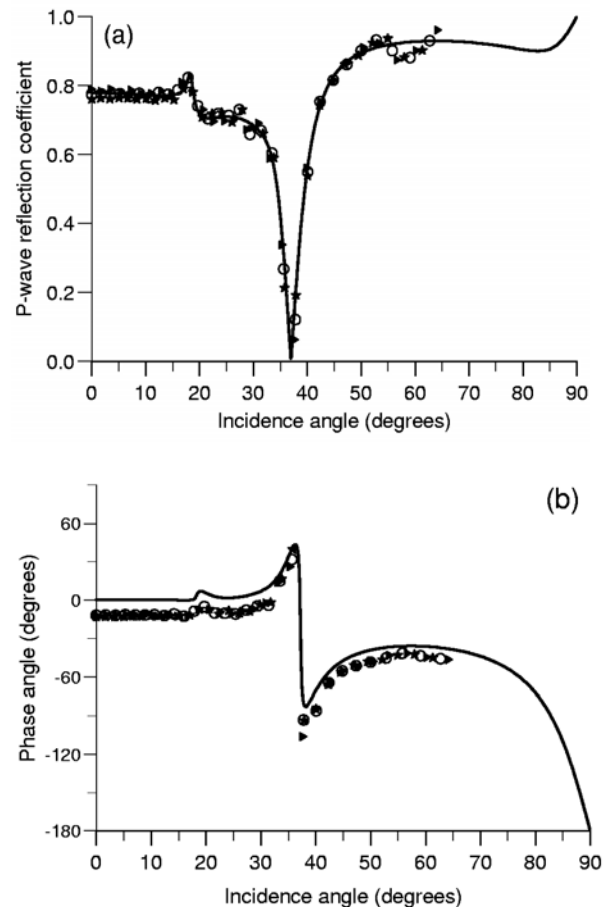 (a)
P-wave reflection coefficient
1.0
0.8
0.6
0.4
0.2
0.0
0 10 20 30 40 50 60 70 80 90
Incidence angle (degrees)
(b)
Phase angle (degrees)
60
0
-60
-120
-180
0 10 20 30 40 50 60 70 80 90
Incidence angle (degrees)